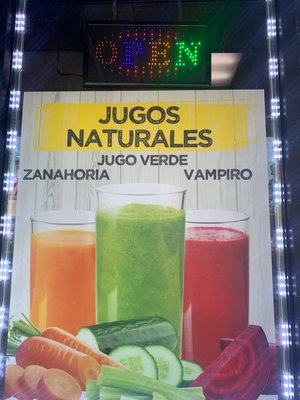 OPEN
JUGOS
NATURALES
JUGO VERDE
ZANAHORIA VAMPIRO